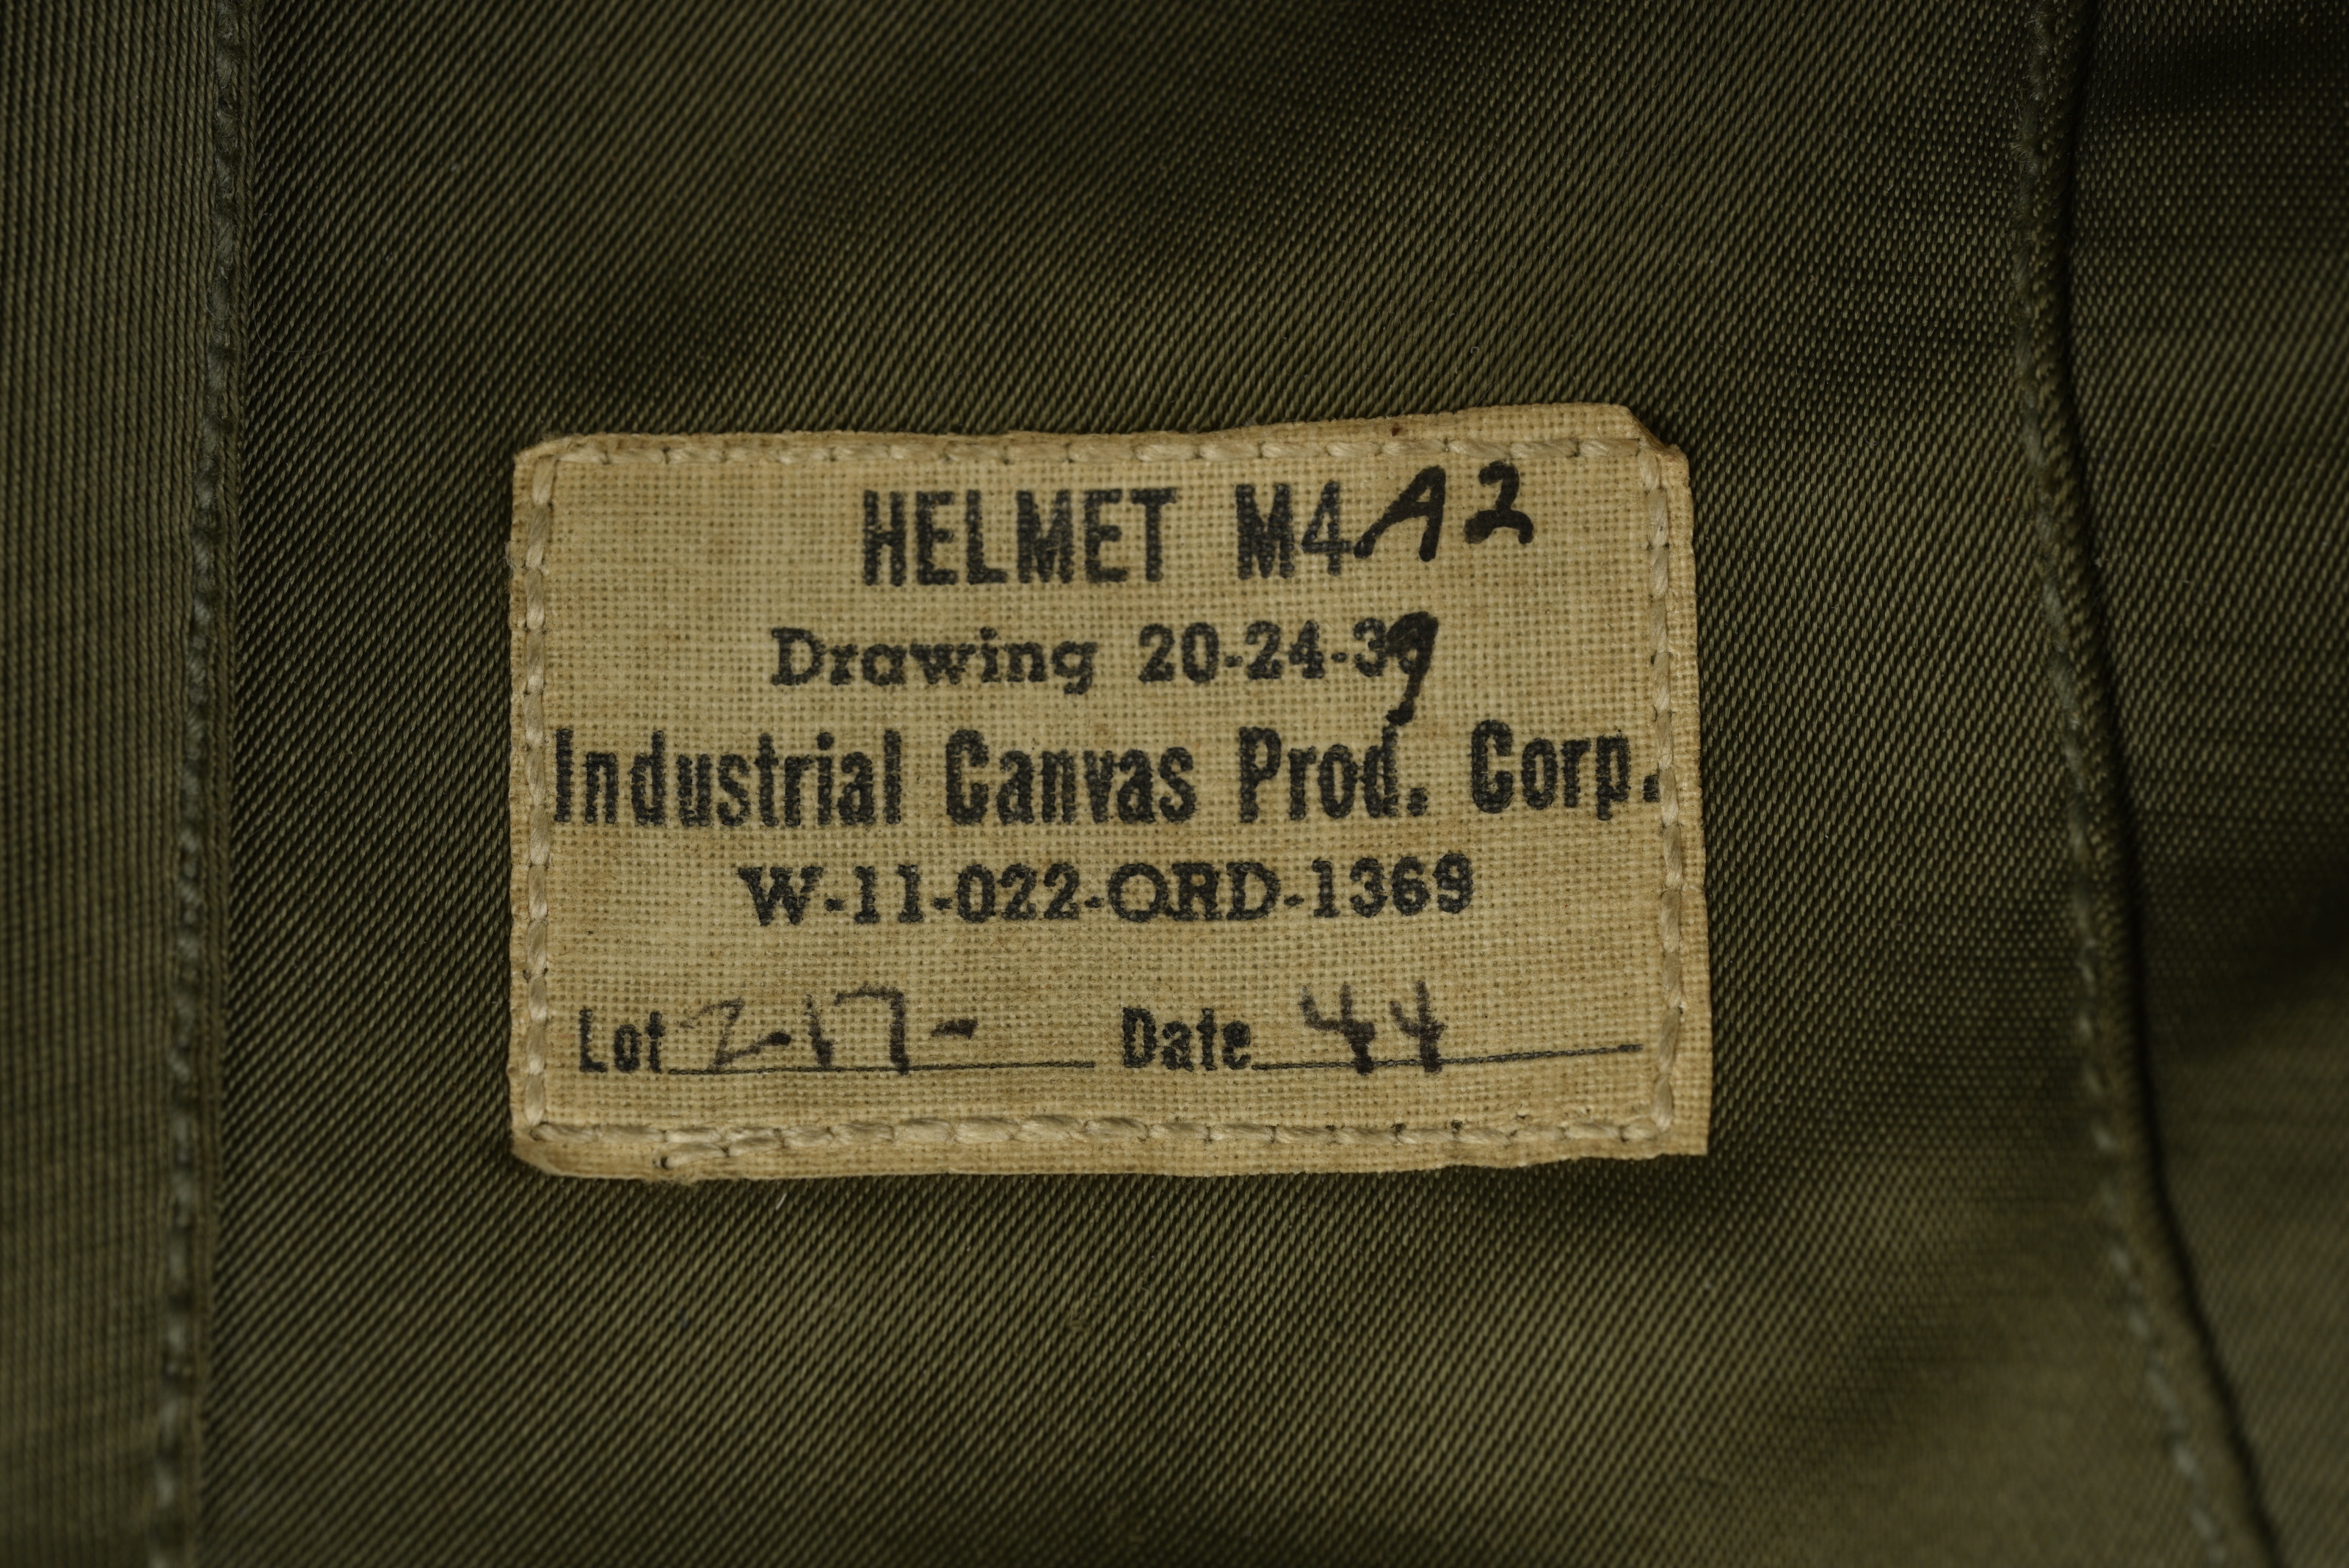 HELMET M4A2
Drawing 20-24-39
Industrial Canvas Prod. Corp.
W-11-022-ORD-1369
Lot 2-17- Date 44